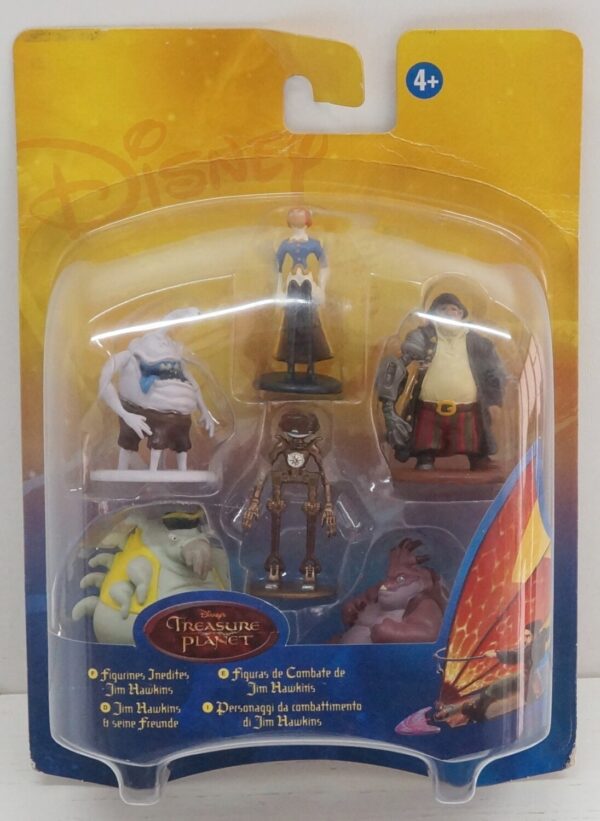 4+
Disney
Disney's
TREASURE
PLANET
F Figurines Inedites
Jim Hawkins
E Figuras de Combate de
Jim Hawkins
D Jim Hawkins
& seine Freunde
I Personaggi da combattimento
di Jim Hawkins